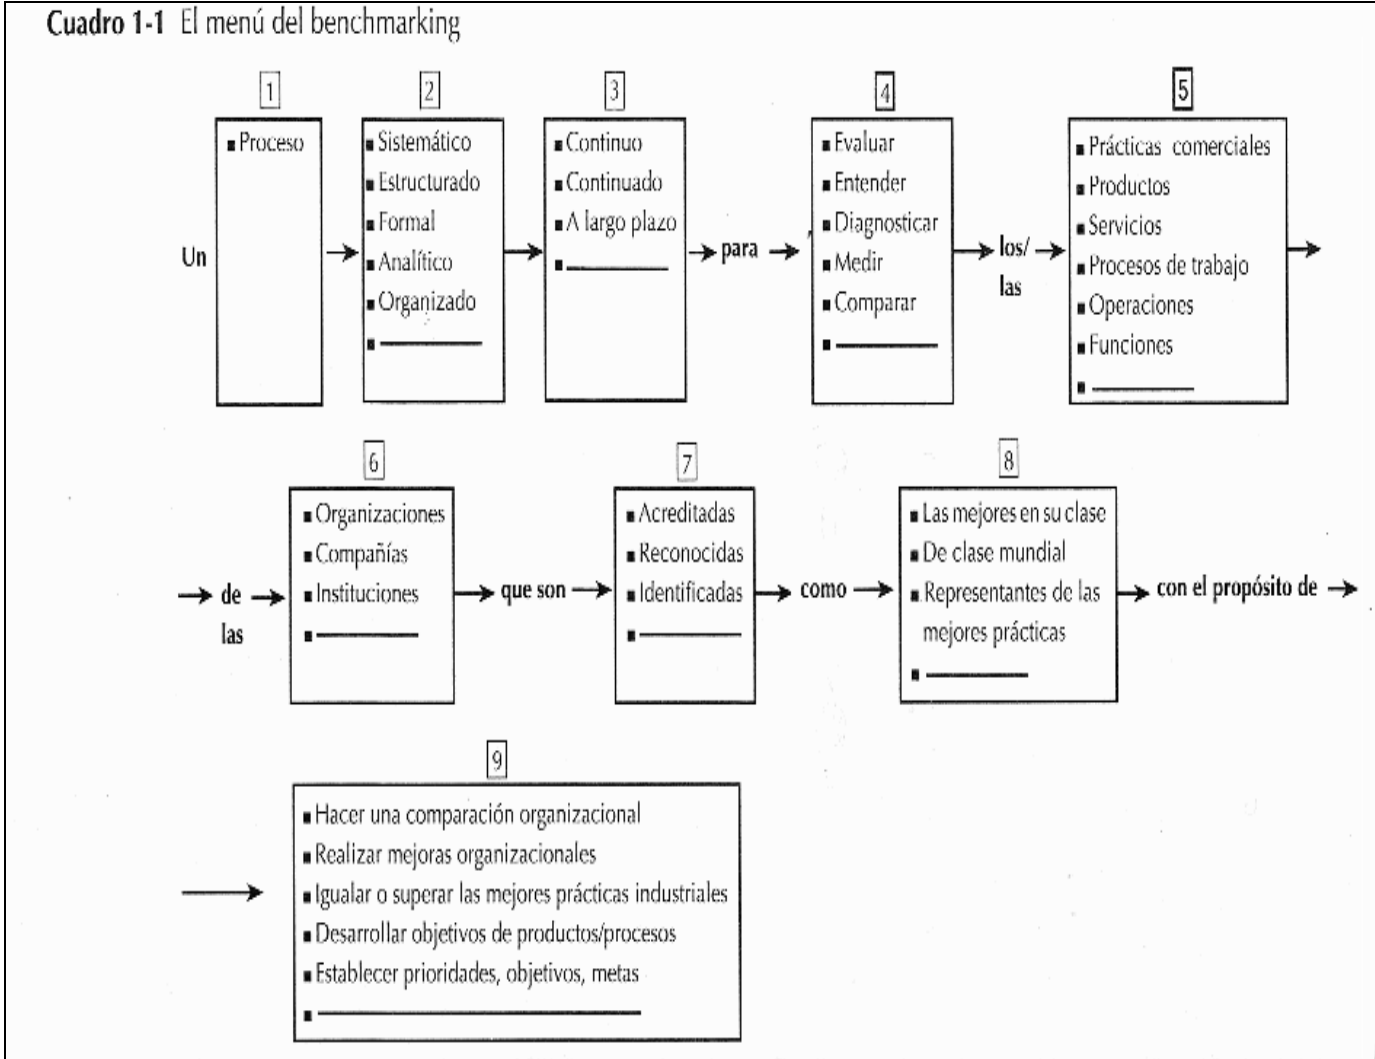 Cuadro 1-1 El menú del benchmarking
1
2
3
4
5
Un
Proceso
Sistemático
Estructurado
Formal
Analítico
Organizado
Continuo
Continuado
A largo plazo
para
Evaluar
Entender
Diagnosticar
Medir
Comparar
los/
las
Prácticas comerciales
Productos
Servicios
Procesos de trabajo
Operaciones
Funciones
6
7
8
de
las
Organizaciones
Compañías
Instituciones
que son
Acreditadas
Reconocidas
Identificadas
como
Las mejores en su clase
De clase mundial
Representantes de las
mejores prácticas
con el propósito de
9
Hacer una comparación organizacional
Realizar mejoras organizacionales
Igualar o superar las mejores prácticas industriales
Desarrollar objetivos de productos/procesos
Establecer prioridades, objetivos, metas